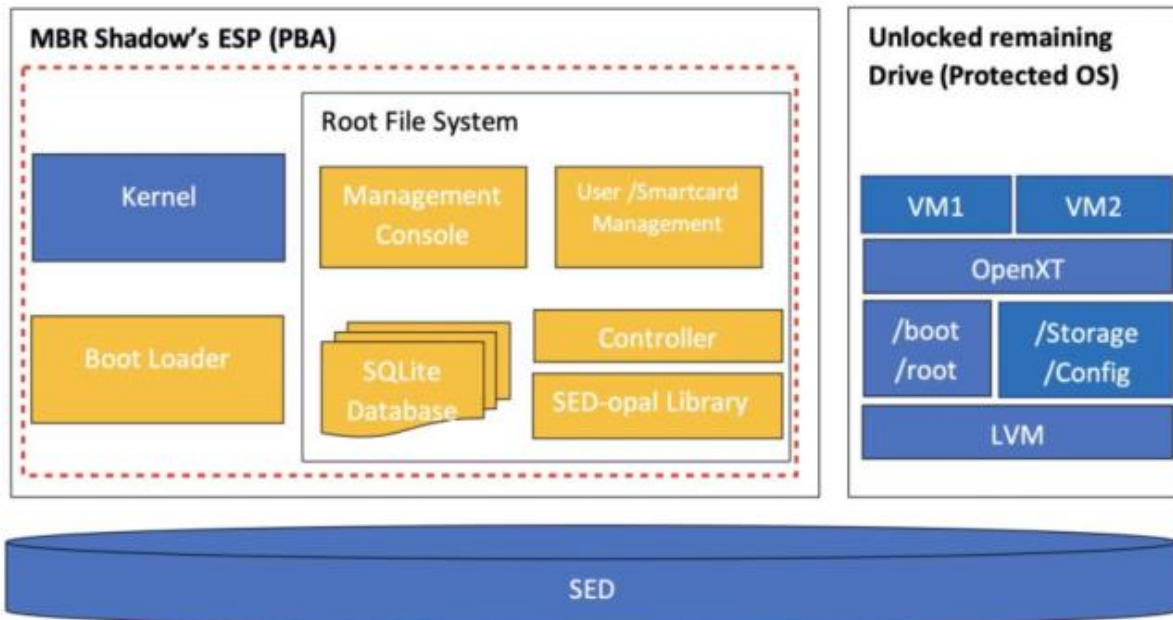 MBR Shadow's ESP (PBA)
Root File System
Kernel
Management
Console
User /Smartcard
Management
Boot Loader
SQLite
Database
Controller
SED-opal Library
Unlocked remaining
Drive (Protected OS)
VM1
VM2
OpenXT
/boot
/root
/Storage
/Config
LVM
SED